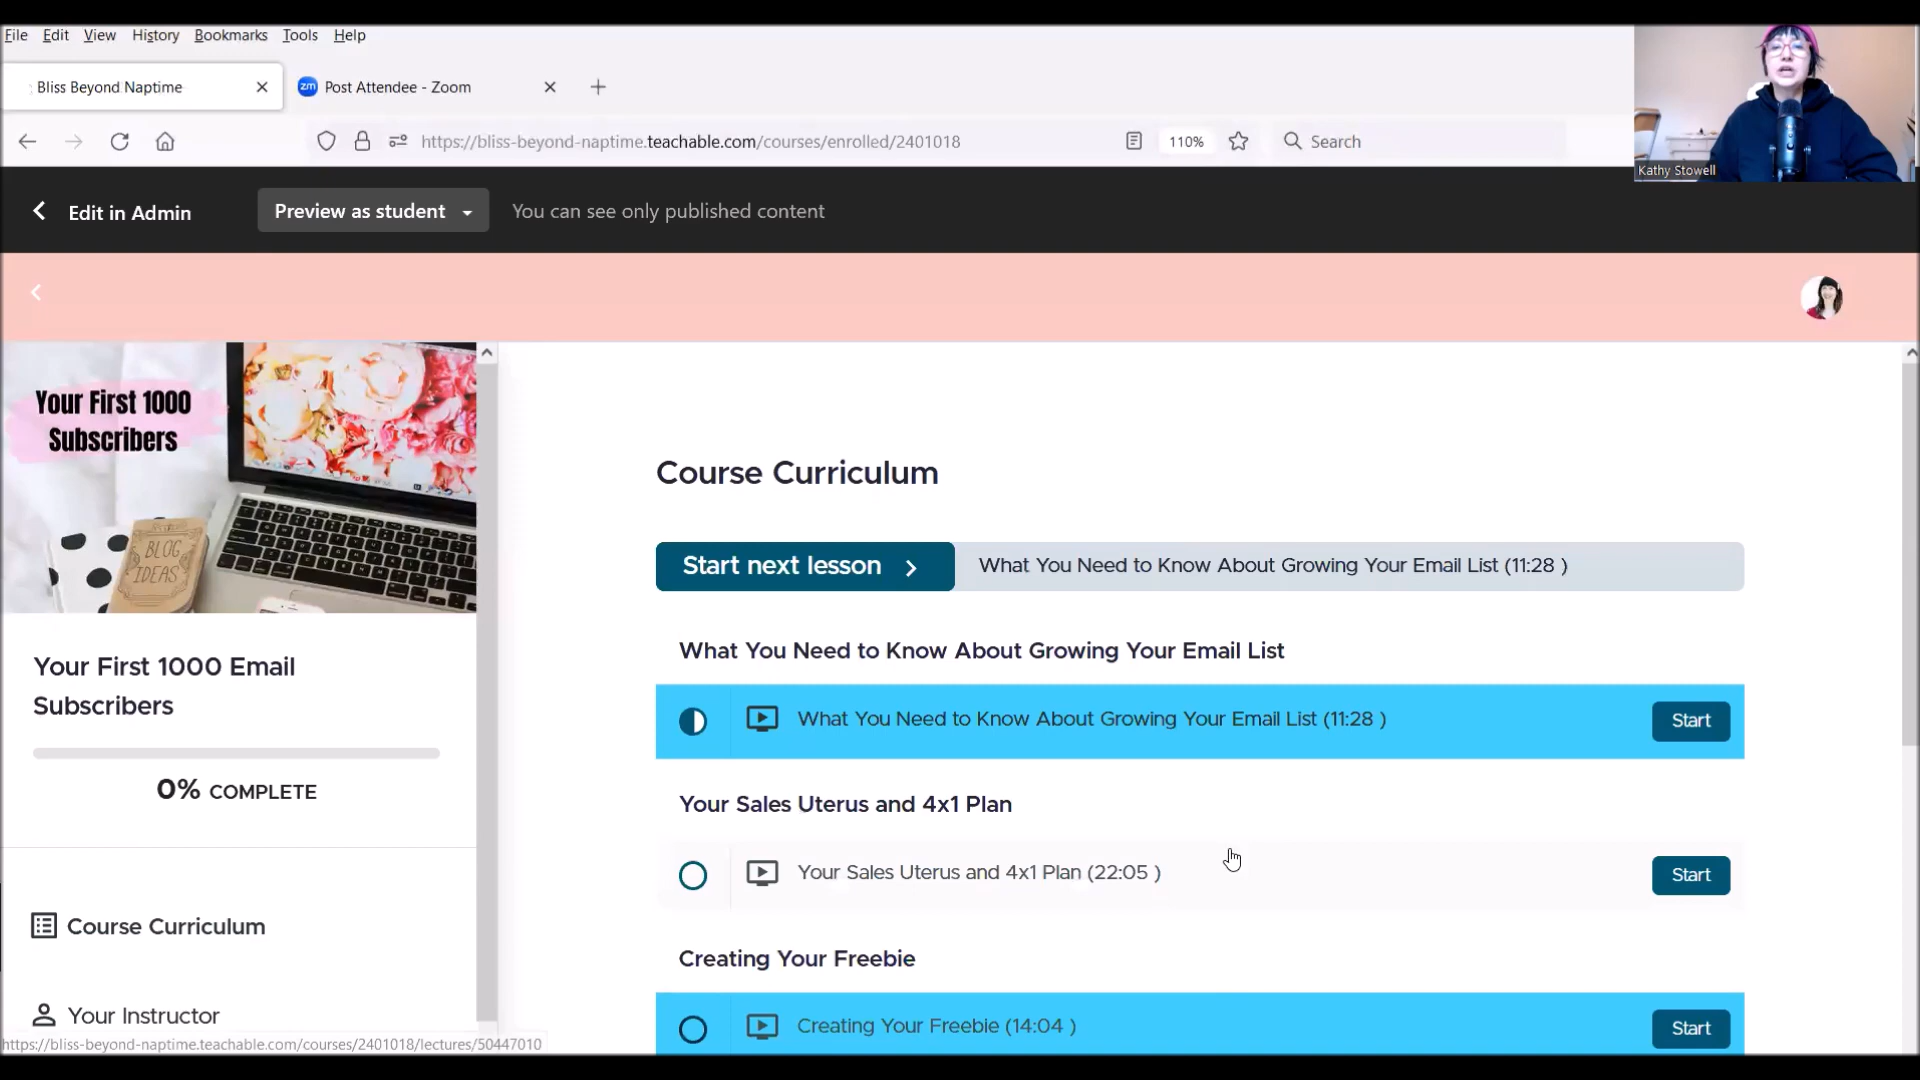 File Edit View History Bookmarks Tools Help
Bliss Beyond Naptime
zm Post Attendee - Zoom
https://bliss-beyond-naptime.teachable.com/courses/enrolled/2401018
110%
Search
Kathy Stowell
Edit in Admin
Preview as student
You can see only published content
Your First 1000
Subscribers
BLOG
IDEAS
Your First 1000 Email
Subscribers
0% COMPLETE
Course Curriculum
Your Instructor
https://bliss-beyond-naptime.teachable.com/courses/2401018/lectures/50447010
Course Curriculum
Start next lesson
What You Need to Know About Growing Your Email List (11:28 )
What You Need to Know About Growing Your Email List
What You Need to Know About Growing Your Email List (11:28 )
Start
Your Sales Uterus and 4x1 Plan
Your Sales Uterus and 4x1 Plan (22:05 )
Start
Creating Your Freebie
Creating Your Freebie (14:04 )
Start